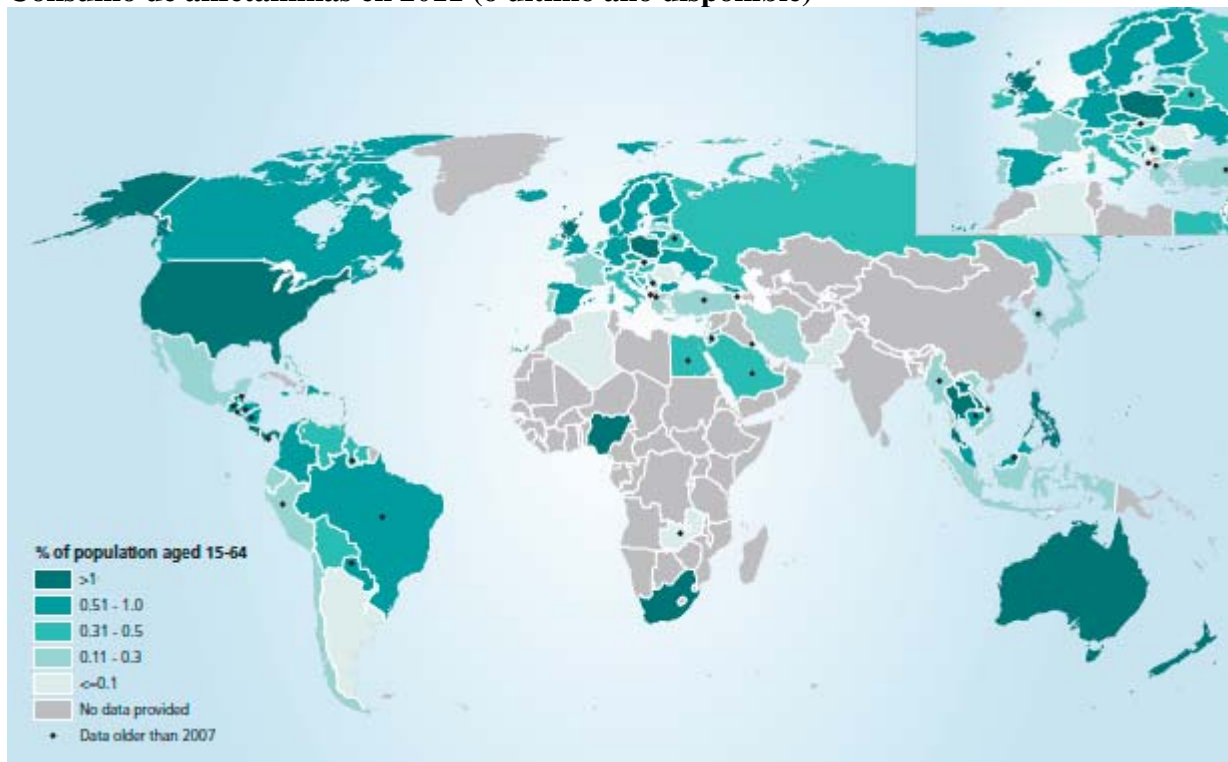 Consumo de anfetaminas en 2011 (o último año disponible)
% of population aged 15-64
>1
0.51 - 1.0
0.31 - 0.5
0.11 - 0.3
<=0.1
No data provided
Data older than 2007